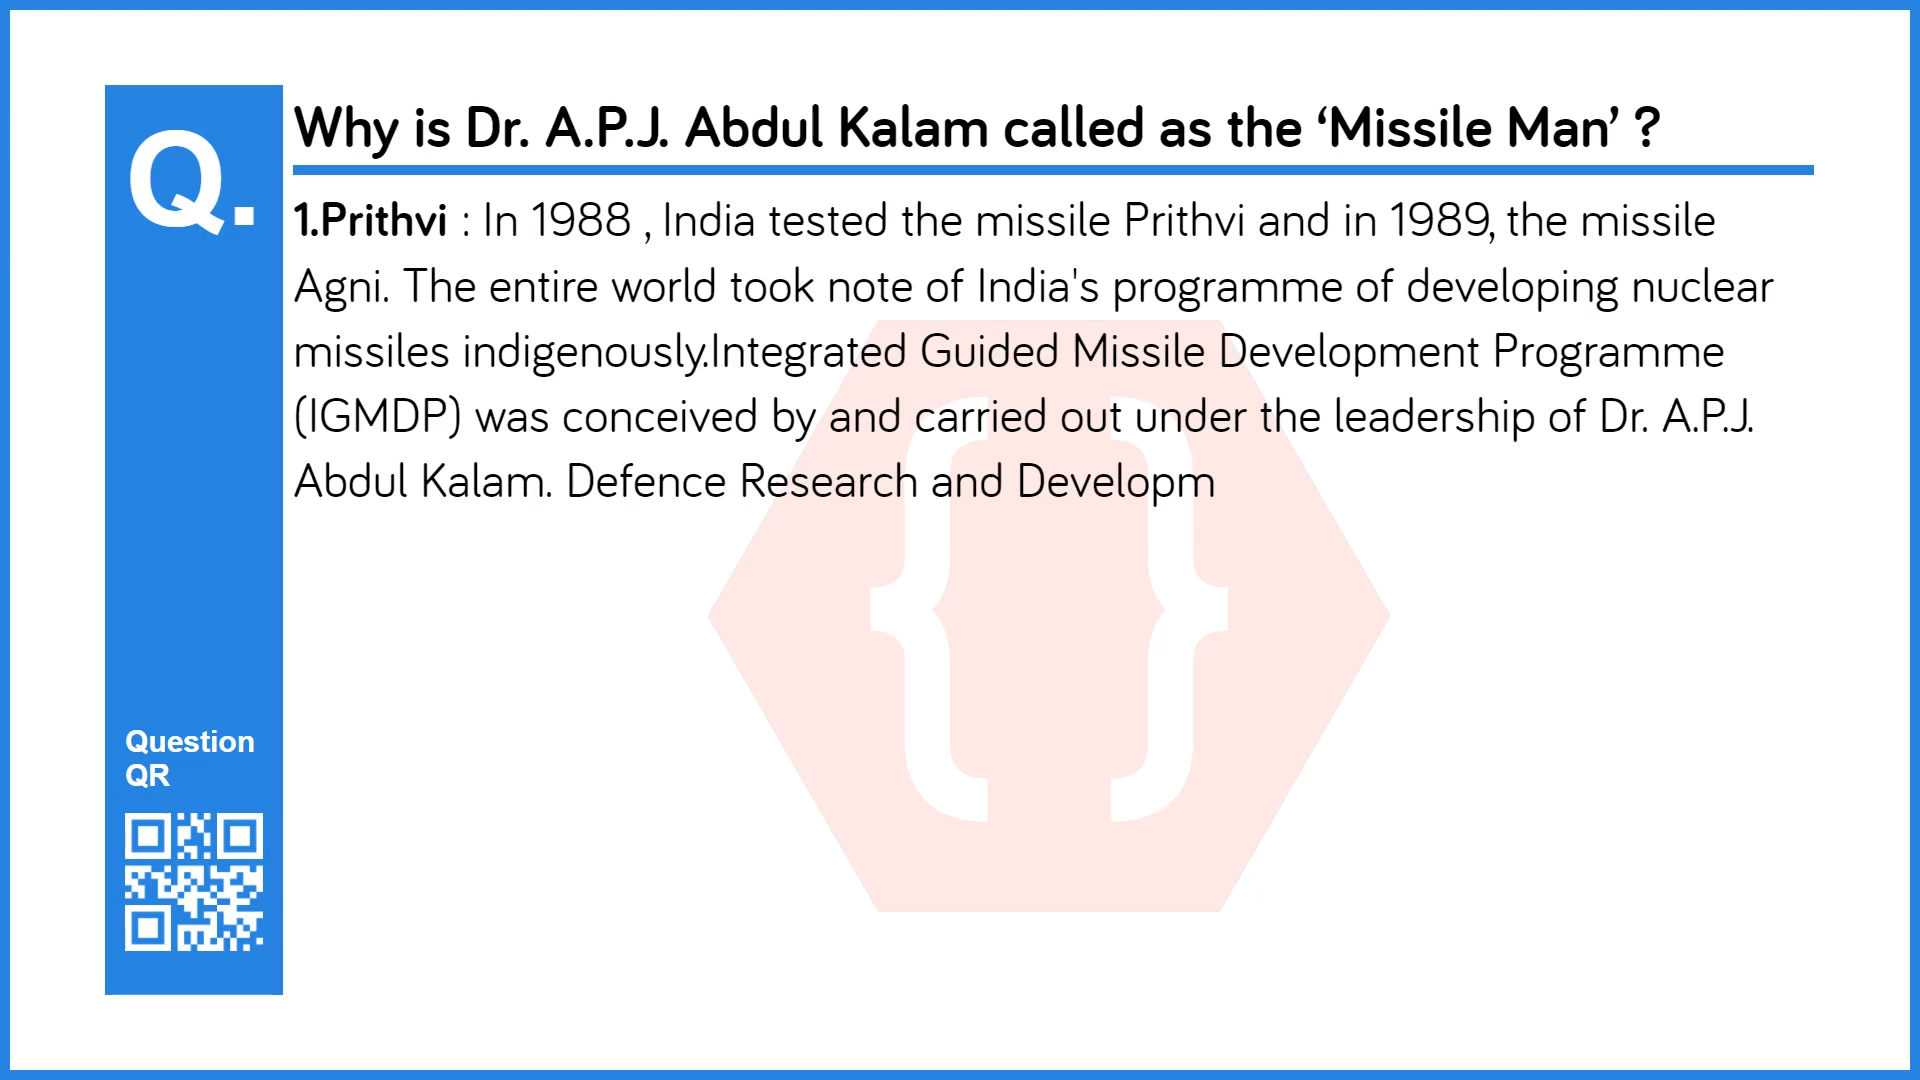 Q.
Why is Dr. A.P.J. Abdul Kalam called as the ‘Missile Man’ ?
1.Prithvi : In 1988 , India tested the missile Prithvi and in 1989, the missile
Agni. The entire world took note of India's programme of developing nuclear
missiles indigenously.Integrated Guided Missile Development Programme
(IGMDP) was conceived by and carried out under the leadership of Dr. A.P.J.
Abdul Kalam. Defence Research and Developm
Question
QR